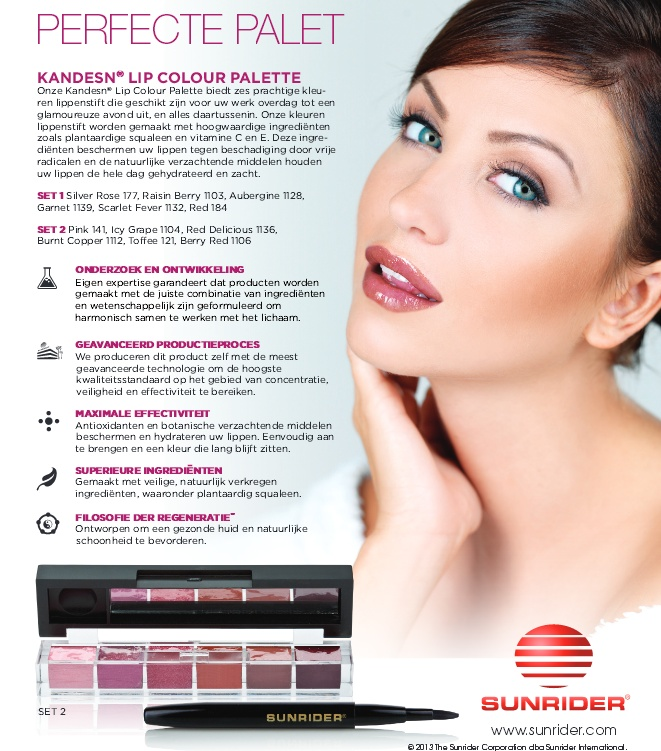 PERFECTE PALET
KANDESN® LIP COLOUR PALETTE
Onze Kandesn® Lip Colour Palette biedt zes prachtige kleu-
ren lippenstift die geschikt zijn voor uw werk overdag tot een
glamoureuze avond uit, en alles daartussenin. Onze kleuren
lippenstift worden gemaakt met hoogwaardige ingrediënten
zoals plantaardige squaleen en vitamine C en E. Deze ingre-
diënten beschermen uw lippen tegen beschadiging door vrije
radicalen en de natuurlijke verzachtende middelen houden
uw lippen de hele dag gehydrateerd en zacht.
SET 1 Silver Rose 177, Raisin Berry 1103, Aubergine 1128,
Garnet 1139, Scarlet Fever 1132, Red 184
SET 2 Pink 141, Icy Grape 1104, Red Delicious 1136,
Burnt Copper 1112, Toffee 121, Berry Red 1106
ONDERZOEK EN ONTWIKKELING
Eigen expertise garandeert dat producten worden
gemaakt met de juiste combinatie van ingrediënten
en wetenschappelijk zijn geformuleerd om
harmonisch samen te werken met het lichaam.
GEAVANCEERD PRODUCTIEPROCES
We produceren dit product zelf met de meest
geavanceerde technologie om de hoogste
kwaliteitsstandaard op het gebied van concentratie,
veiligheid en effectiviteit te bereiken.
MAXIMALE EFFECTIVITEIT
Antioxidanten en botanische verzachtende middelen
beschermen en hydrateren uw lippen. Eenvoudig aan
te brengen en een kleur die lang blijft zitten.
SUPERIEURE INGREDIËNTEN
Gemaakt met veilige, natuurlijk verkregen
ingrediënten, waaronder plantaardig squaleen.
FILOSOFIE DER REGENERATIE™
Ontworpen om een gezonde huid en natuurlijke
schoonheid te bevorderen.
SET 2
SUNRIDER®
SUNRIDER®
www.sunrider.com
© 2013 The Sunrider Corporation dba Sunrider International.